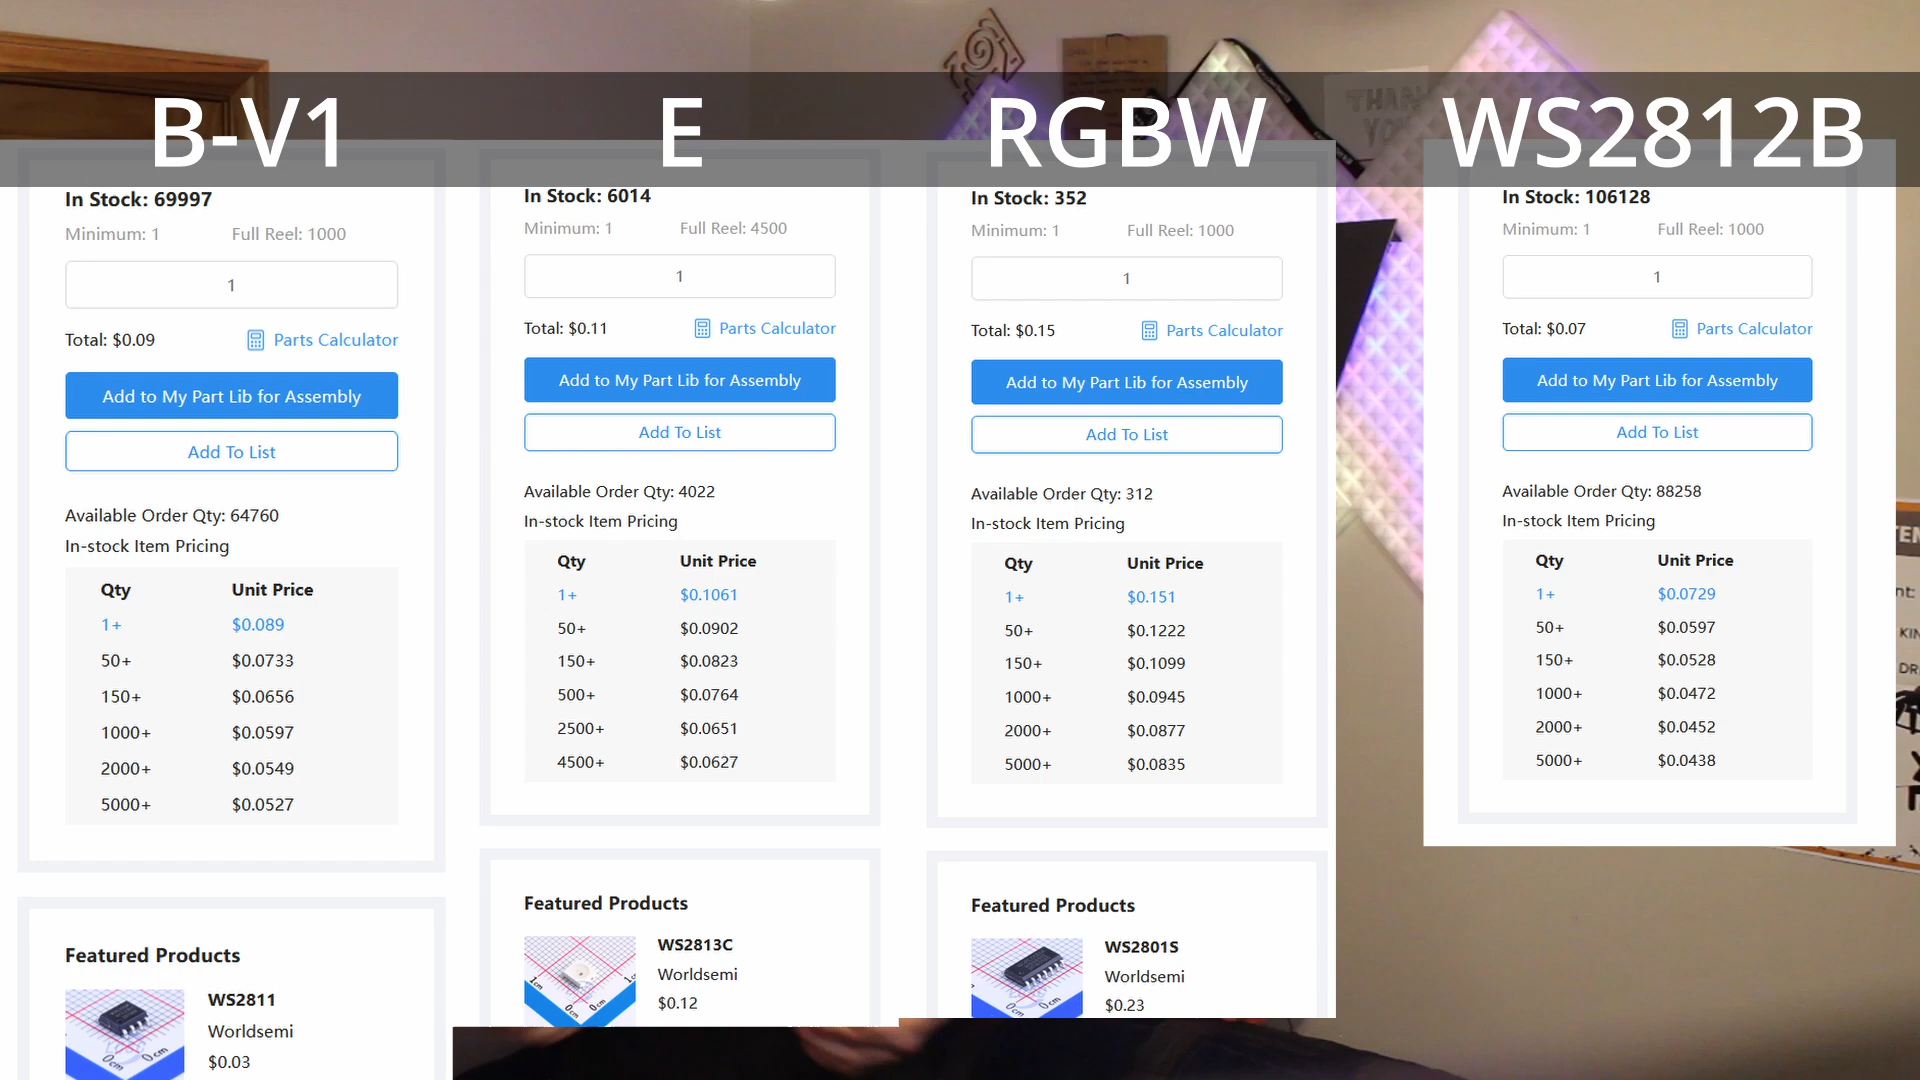 B-V1
In Stock: 69997
Minimum: 1 Full Reel: 1000
1
Total: $0.09 Parts Calculator
Add to My Part Lib for Assembly
Add To List
Available Order Qty: 64760
In-stock Item Pricing
Qty Unit Price
1+ $0.089
50+ $0.0733
150+ $0.0656
1000+ $0.0597
2000+ $0.0549
5000+ $0.0527
Featured Products
WS2811
Worldsemi
$0.03
E
In Stock: 6014
Minimum: 1 Full Reel: 4500
1
Total: $0.11 Parts Calculator
Add to My Part Lib for Assembly
Add To List
Available Order Qty: 4022
In-stock Item Pricing
Qty Unit Price
1+ $0.1061
50+ $0.0902
150+ $0.0823
500+ $0.0764
2500+ $0.0651
4500+ $0.0627
Featured Products
WS2813C
Worldsemi
$0.12
RGBW
In Stock: 352
Minimum: 1 Full Reel: 1000
1
Total: $0.15 Parts Calculator
Add to My Part Lib for Assembly
Add To List
Available Order Qty: 312
In-stock Item Pricing
Qty Unit Price
1+ $0.151
50+ $0.1222
150+ $0.1099
1000+ $0.0945
2000+ $0.0877
5000+ $0.0835
Featured Products
WS2801S
Worldsemi
$0.23
WS2812B
In Stock: 106128
Minimum: 1 Full Reel: 1000
1
Total: $0.07 Parts Calculator
Add to My Part Lib for Assembly
Add To List
Available Order Qty: 88258
In-stock Item Pricing
Qty Unit Price
1+ $0.0729
50+ $0.0597
150+ $0.0528
1000+ $0.0472
2000+ $0.0452
5000+ $0.0438